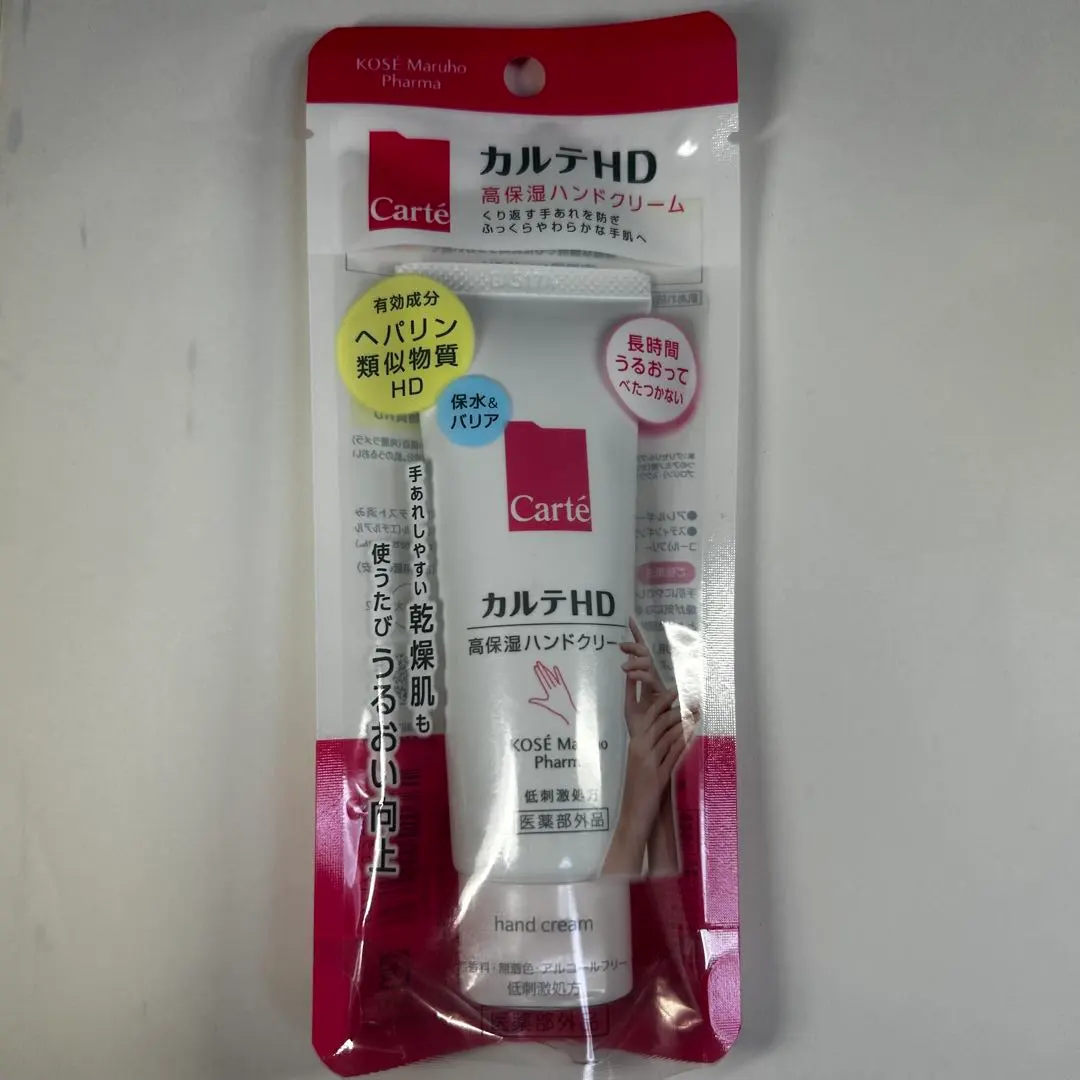 KOSÉ Maruho
Pharma
Carté
カルテHD
高保湿ハンドクリーム
くり返す手あれを防ぎ
ふっくらやわらかな手肌へ
有効成分
ヘパリン
類似物質
HD
保水&
バリア
長時間
うるおって
べたつかない
手あれしやすい乾燥肌も
使うたびうるおい向上
Carté
カルテHD
高保湿ハンドクリー
KOSÉ Maruho
Pharma
低刺激処方
医薬部外品
hand cream
香料・無着色・アルコールフリー
低刺激処方
医薬部外品